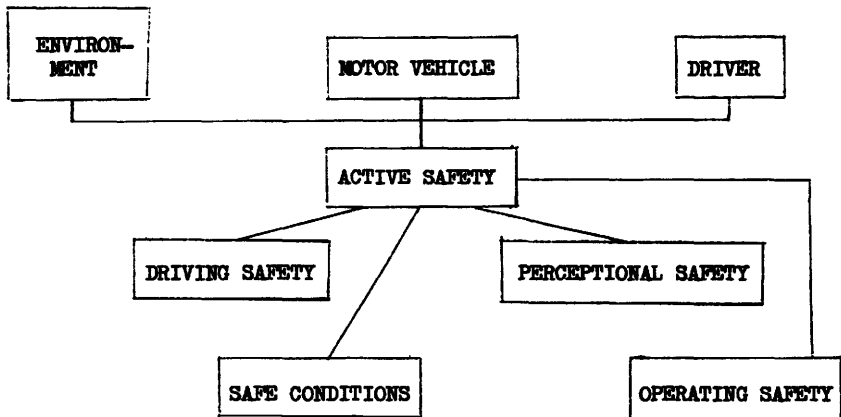 ENVIRON-
MENT
MOTOR VEHICLE
DRIVER
ACTIVE SAFETY
DRIVING SAFETY
PERCEPTIONAL SAFETY
SAFE CONDITIONS
OPERATING SAFETY